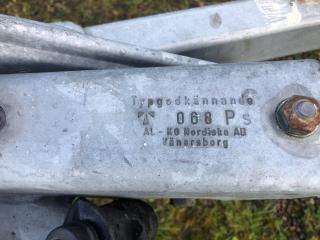 Typgodkännande
068 Ps
AL-KO Nordiska AB
Vänersborg